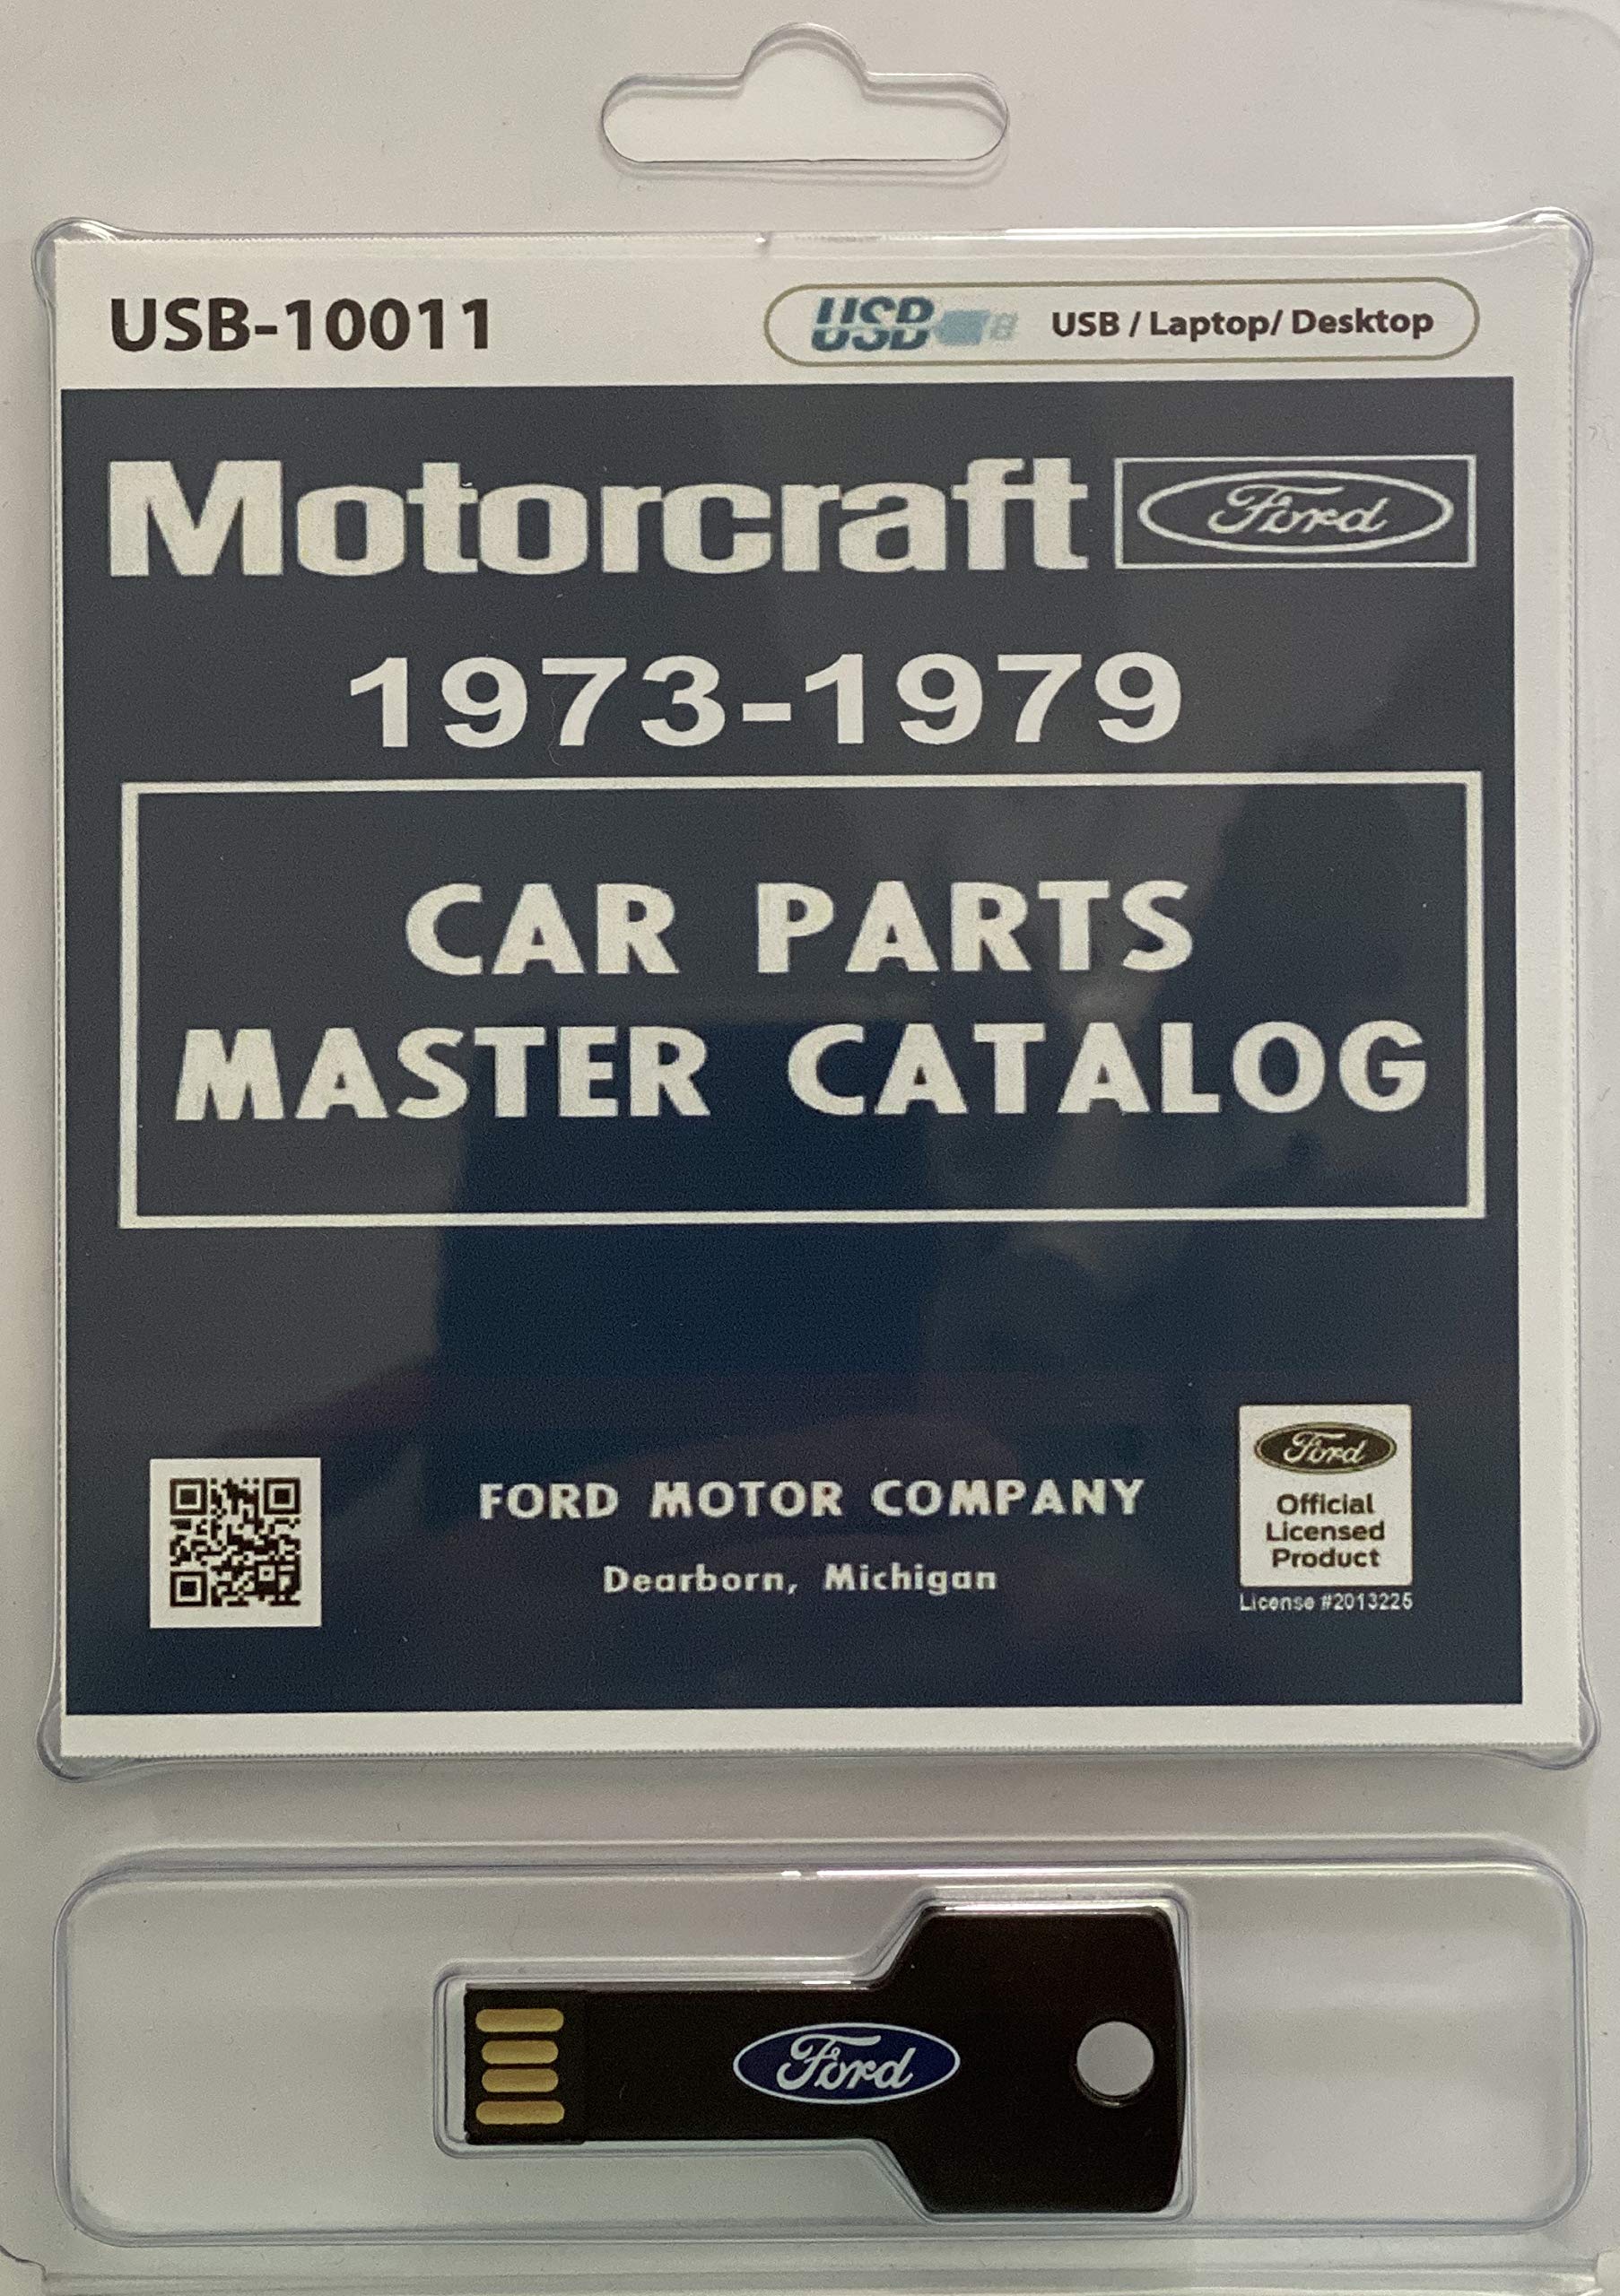 USB-10011
USB USB / Laptop/ Desktop
Motorcraft Ford
1973-1979
CAR PARTS
MASTER CATALOG
FORD MOTOR COMPANY
Dearborn, Michigan
Ford
Official
Licensed
Product
License #2013225
Ford